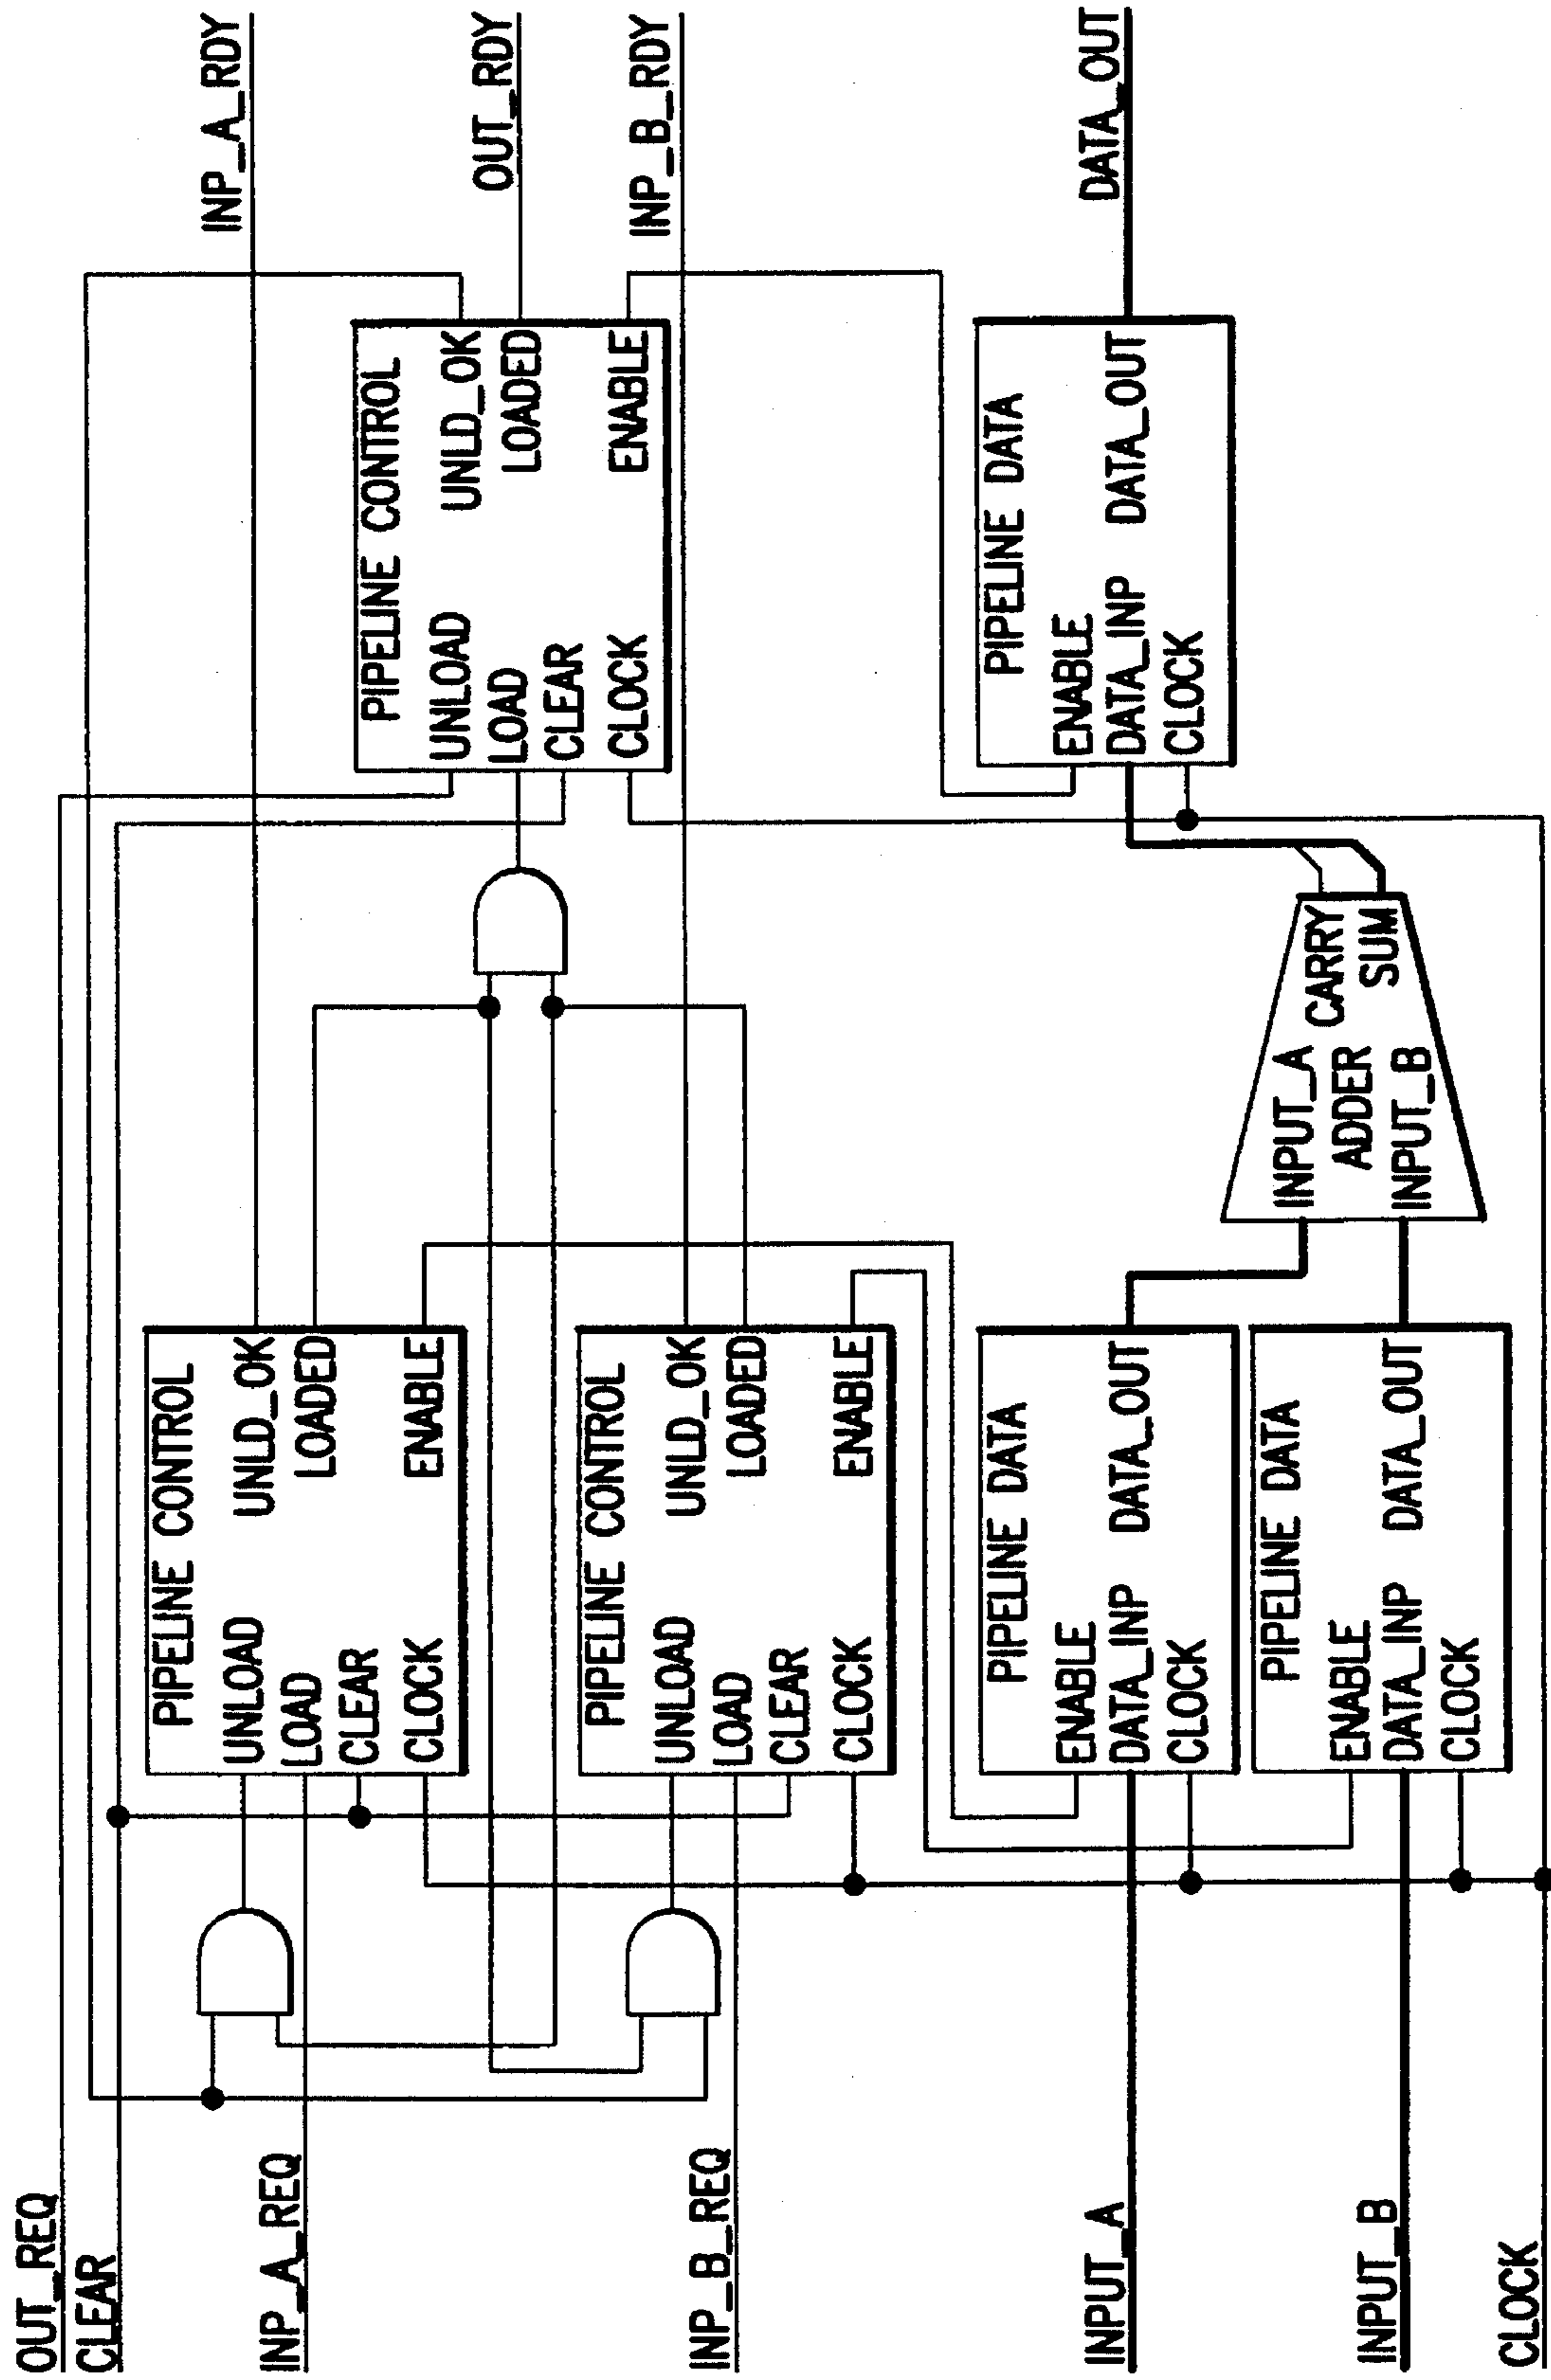 OUT_REQ
CLEAR
INP_A_REQ
INP_B_REQ
INPUT_A
INPUT_B
CLOCK
PIPELINE CONTROL
UNLOAD
UNLD_OK
LOAD
LOADED
CLEAR
CLOCK
ENABLE
PIPELINE CONTROL
UNLOAD
UNLD_OK
LOAD
LOADED
CLEAR
CLOCK
ENABLE
PIPELINE DATA
ENABLE
DATA_INP DATA_OUT
CLOCK
PIPELINE DATA
ENABLE
DATA_INP DATA_OUT
CLOCK
INPUT_A
CARRY
ADDER
SUM
INPUT_B
PIPELINE CONTROL
UNLOAD
UNLD_OK
LOAD
LOADED
CLEAR
CLOCK
ENABLE
PIPELINE DATA
ENABLE
DATA_INP DATA_OUT
CLOCK
INP_A_RDY
OUT_RDY
INP_B_RDY
DATA_OUT